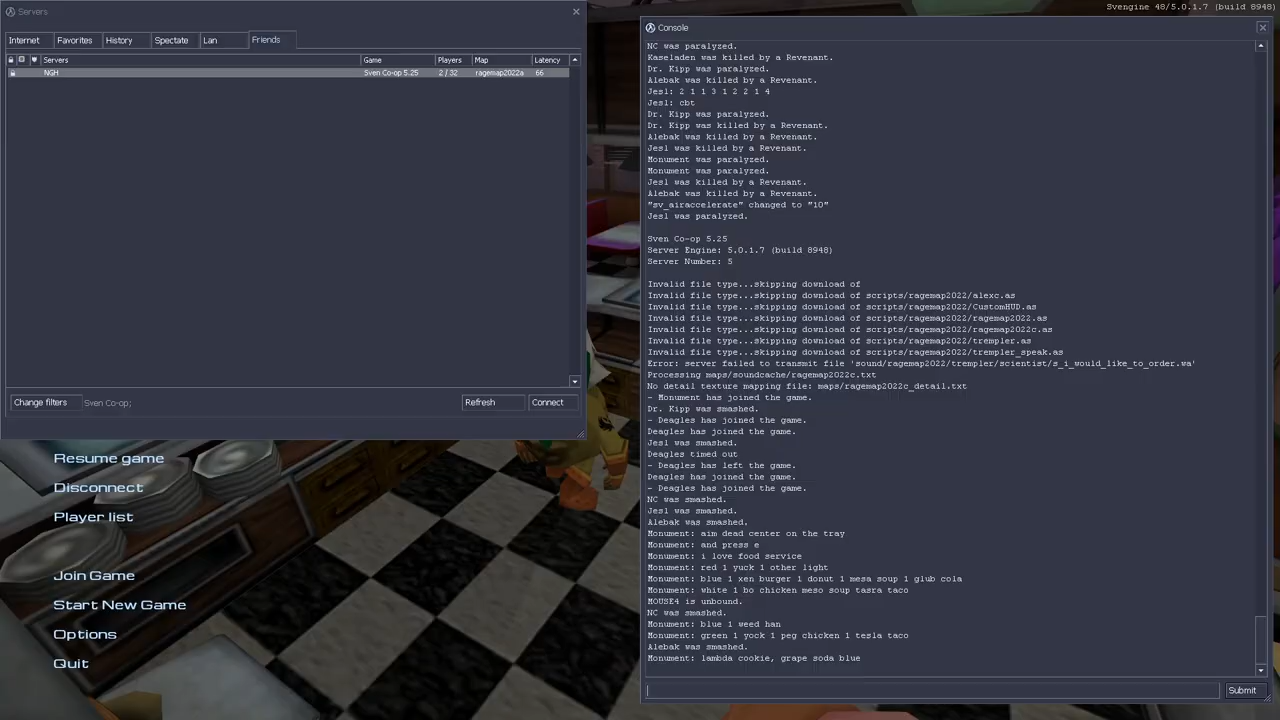 Servers
Internet
Favorites
History
Spectate
Lan
Friends
Servers
Game
Players
Map
Latency
NGH
Sven Co-op 5.25
2 / 32
ragemap2022a
66
Change filters
Sven Co-op;
Refresh
Connect
Resume game
Disconnect
Player list
Join Game
Start New Game
Options
Quit
Svengine 48/5.0.1.7 (build 8948)
Console
NC was paralyzed.
Kaseladen was killed by a Revenant.
Dr. Kipp was paralyzed.
Alebak was killed by a Revenant.
Jesl: 2 1 1 3 1 2 2 1 4
Jesl: cbt
Dr. Kipp was paralyzed.
Dr. Kipp was killed by a Revenant.
Alebak was killed by a Revenant.
Jesl was killed by a Revenant.
Monument was paralyzed.
Monument was paralyzed.
Jesl was killed by a Revenant.
Alebak was killed by a Revenant.
"sv_airaccelerate" changed to "10"
Jesl was paralyzed.
Sven Co-op 5.25
Server Engine: 5.0.1.7 (build 8948)
Server Number: 5
Invalid file type...skipping download of
Invalid file type...skipping download of scripts/ragemap2022/alexc.as
Invalid file type...skipping download of scripts/ragemap2022/CustomHUD.as
Invalid file type...skipping download of scripts/ragemap2022/ragemap2022.as
Invalid file type...skipping download of scripts/ragemap2022/ragemap2022c.as
Invalid file type...skipping download of scripts/ragemap2022/trempler.as
Invalid file type...skipping download of scripts/ragemap2022/trempler_speak.as
Error: server failed to transmit file 'sound/ragemap2022/trempler/scientist/s_i_would_like_to_order.wa'
Processing maps/soundcache/ragemap2022c.txt
No detail texture mapping file: maps/ragemap2022c_detail.txt
- Monument has joined the game.
Dr. Kipp was smashed.
- Deagles has joined the game.
Deagles has joined the game.
Jesl was smashed.
Deagles timed out
- Deagles has left the game.
Deagles has joined the game.
- Deagles has joined the game.
NC was smashed.
Jesl was smashed.
Alebak was smashed.
Monument: aim dead center on the tray
Monument: and press e
Monument: i love food service
Monument: red 1 yuck 1 other light
Monument: blue 1 xen burger 1 donut 1 mesa soup 1 glub cola
Monument: white 1 bo chicken meso soup tasra taco
MOUSE4 is unbound.
NC was smashed.
Monument: blue 1 weed han
Monument: green 1 yock 1 peg chicken 1 tesla taco
Alebak was smashed.
Monument: lambda cookie, grape soda blue
Submit